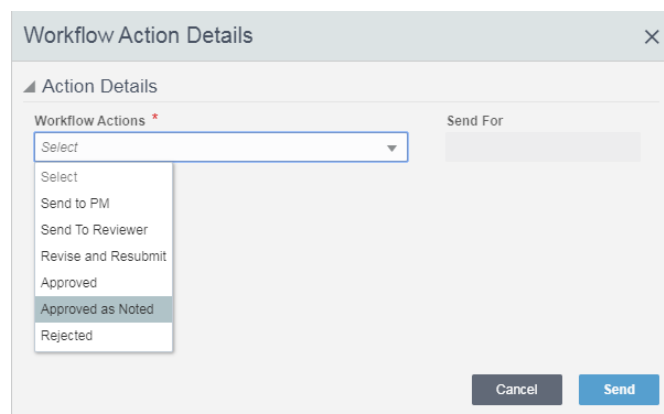 Workflow Action Details
Action Details
Workflow Actions *
Send For
Select
Select
Send to PM
Send To Reviewer
Revise and Resubmit
Approved
Approved as Noted
Rejected
Cancel
Send